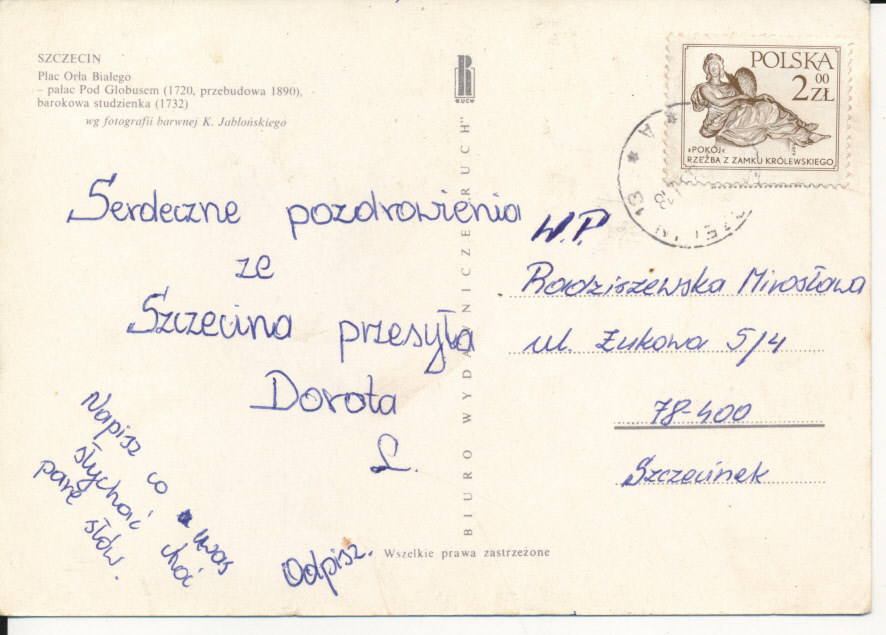 SZCZECIN
Plac Orła Białego
– pałac Pod Globusem (1720, przebudowa 1890),
barokowa studzienka (1732)
wg fotografii barwnej K. Jabłońskiego
RUCH
BIURO WYDAWNICZE „RUCH”
POLSKA
2 00 ZŁ
»POKÓJ«
RZEŹBA Z ZAMKU KRÓLEWSKIEGO
13 * A *
Serdeczne pozdrowienia
ze
Szczecina przesyła
Dorota
L.
Napisz co u was
słychać choć
parę słów.
Odpisz.
W.P.
Radziszewska Mirosława
ul. Żukowa 5/4
78-400
Szczecinek
Wszelkie prawa zastrzeżone